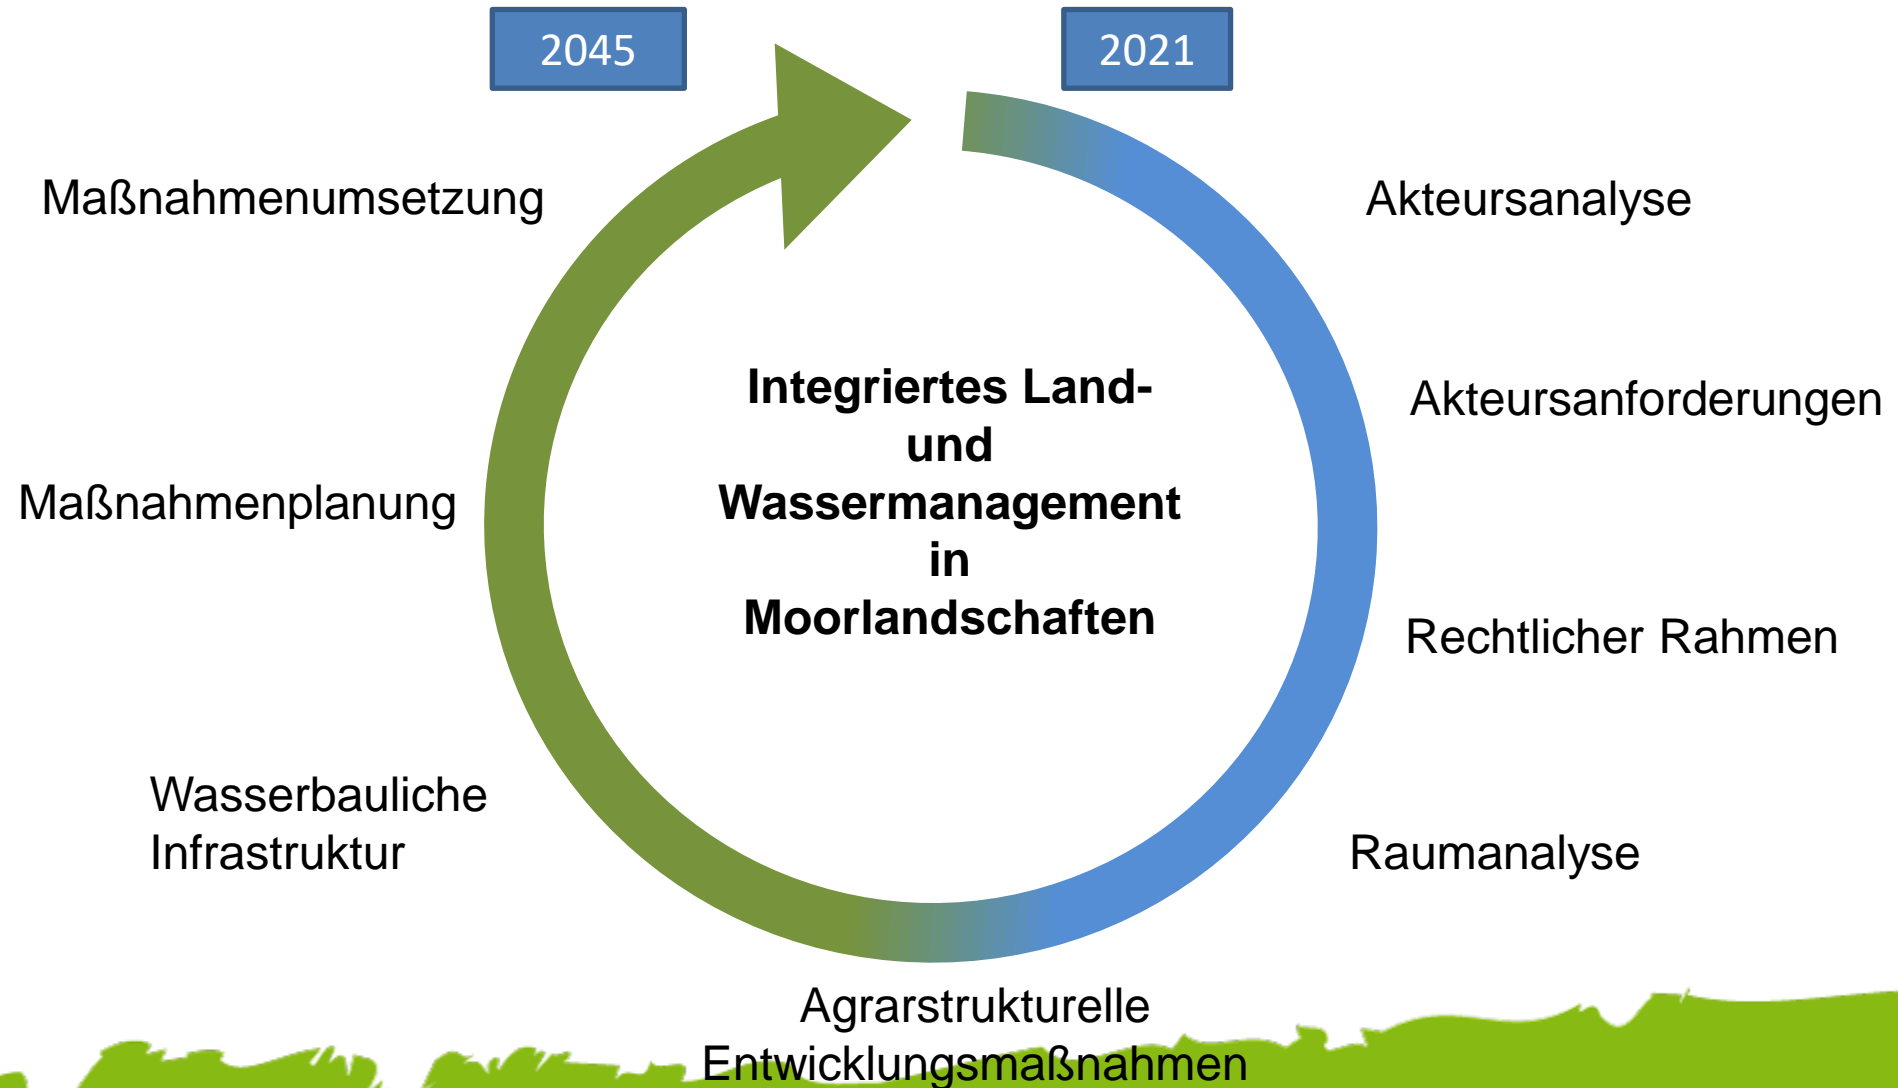 2045
2021
Maßnahmenumsetzung
Akteursanalyse
Integriertes Land-
und
Wassermanagement
in
Moorlandschaften
Akteursanforderungen
Maßnahmenplanung
Rechtlicher Rahmen
Wasserbauliche
Infrastruktur
Raumanalyse
Agrarstrukturelle
Entwicklungsmaßnahmen